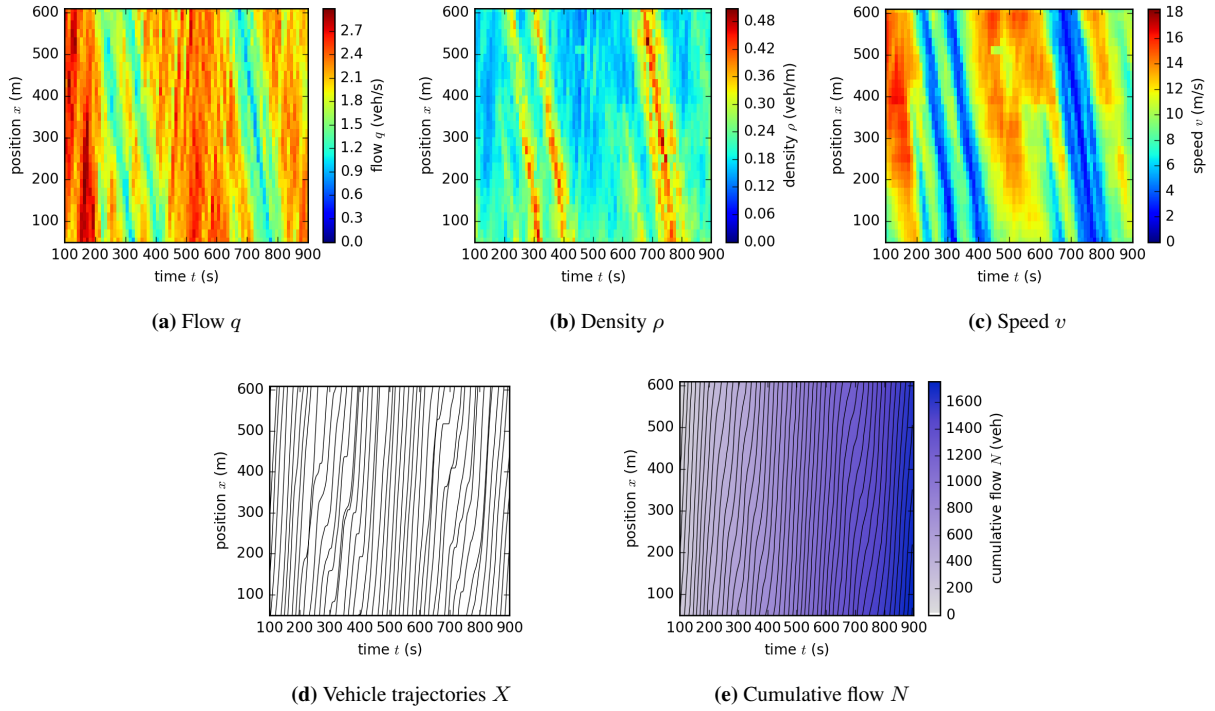 600
500
400
300
200
100
position x (m)
100 200 300 400 500 600 700 800 900
time t (s)
2.7
2.4
2.1
1.8
1.5
1.2
0.9
0.6
0.3
0.0
flow q (veh/s)
(a) Flow q
600
500
400
300
200
100
position x (m)
100 200 300 400 500 600 700 800 900
time t (s)
0.48
0.42
0.36
0.30
0.24
0.18
0.12
0.06
0.00
density ρ (veh/m)
(b) Density ρ
600
500
400
300
200
100
position x (m)
100 200 300 400 500 600 700 800 900
time t (s)
18
16
14
12
10
8
6
4
2
0
speed v (m/s)
(c) Speed v
600
500
400
300
200
100
position x (m)
100 200 300 400 500 600 700 800 900
time t (s)
(d) Vehicle trajectories X
600
500
400
300
200
100
position x (m)
100 200 300 400 500 600 700 800 900
time t (s)
1600
1400
1200
1000
800
600
400
200
0
cumulative flow N (veh)
(e) Cumulative flow N